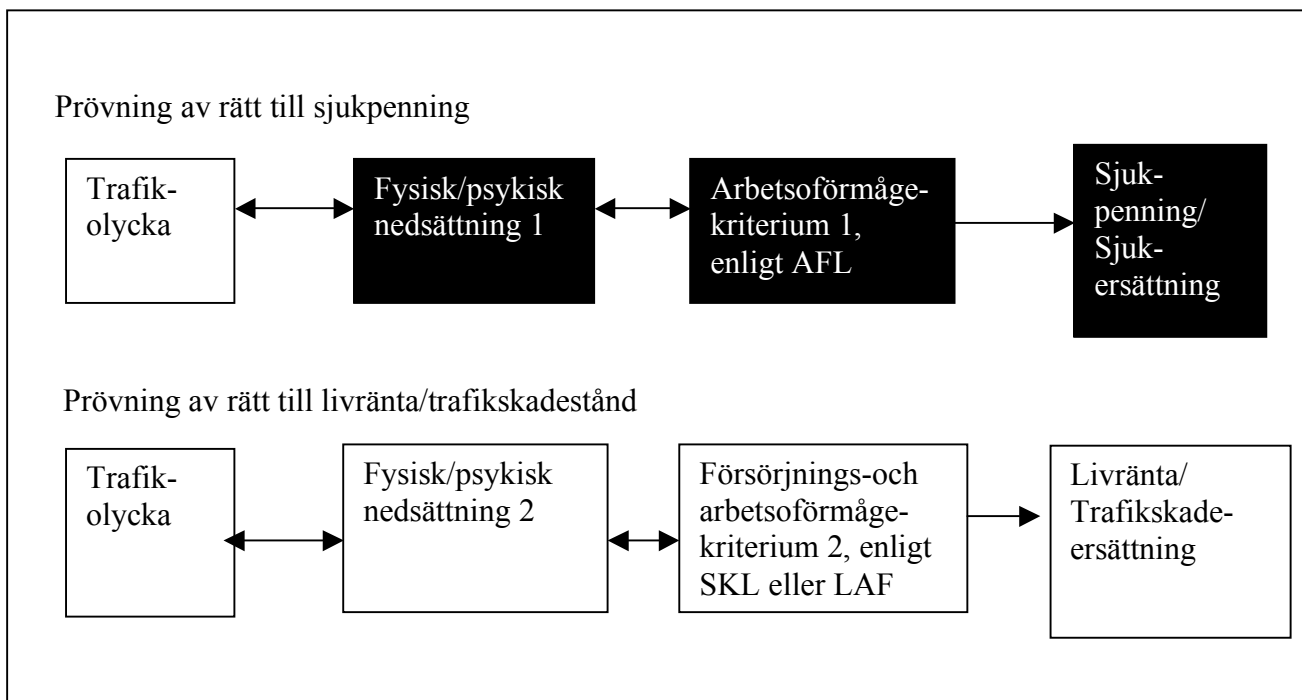 Prövning av rätt till sjukpenning
Trafik-
olycka
Fysisk/psykisk
nedsättning 1
Arbetsoförmåge-
kriterium 1,
enligt AFL
Sjuk-
penning/
Sjuk-
ersättning
Prövning av rätt till livränta/trafikskadestånd
Trafik-
olycka
Fysisk/psykisk
nedsättning 2
Försörjnings-och
arbetsoförmåge-
kriterium 2, enligt
SKL eller LAF
Livränta/
Trafikskade-
ersättning